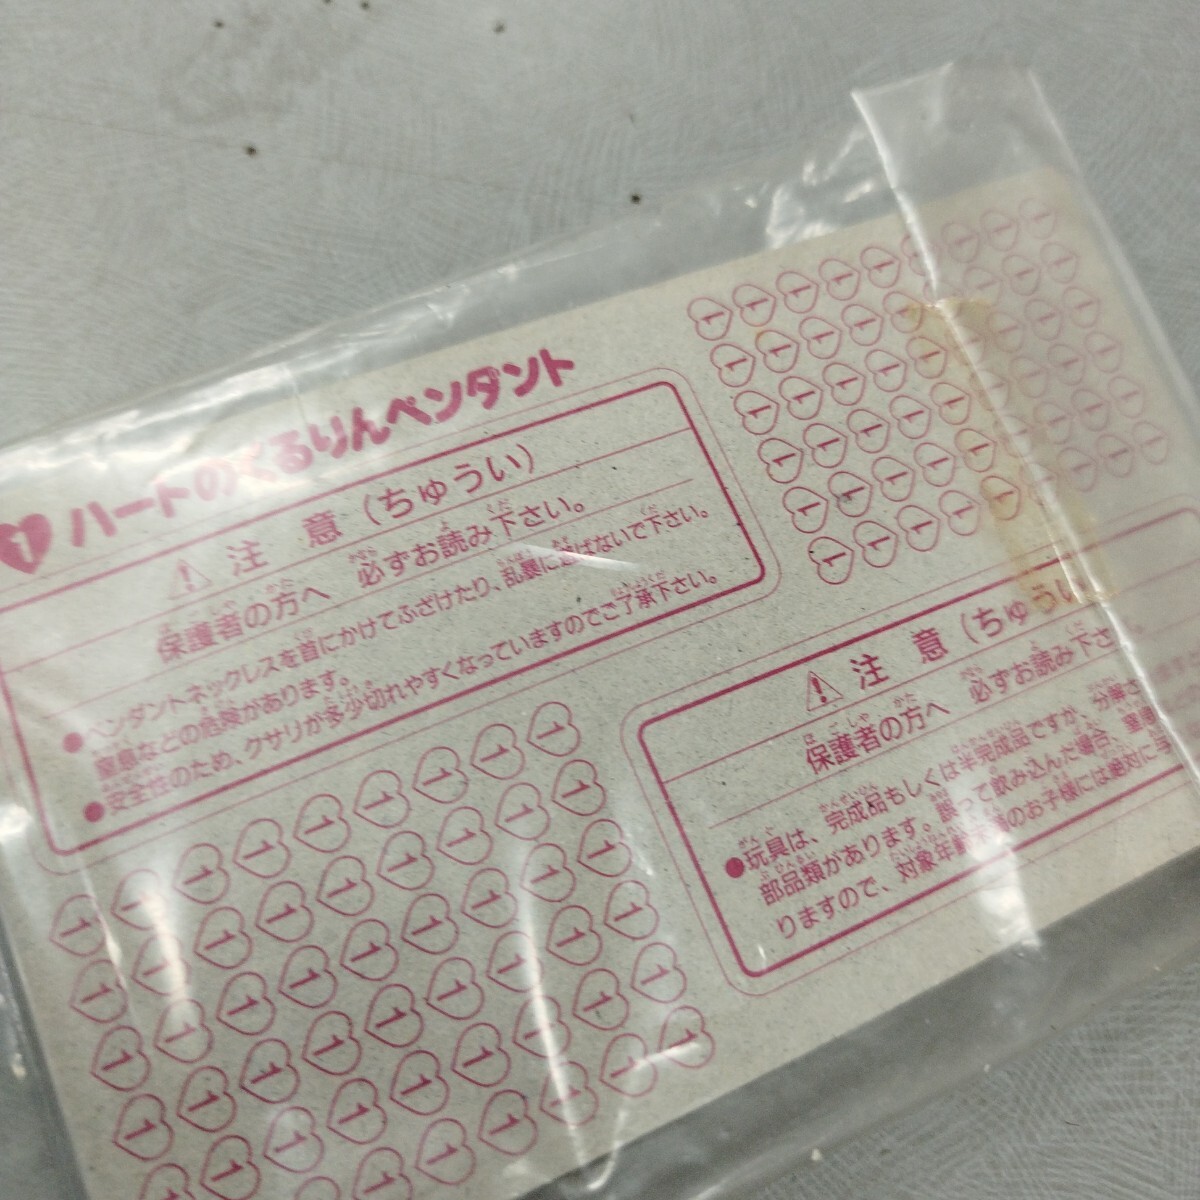 1 ハートのくるりんペンダント
⚠ 注 意(ちゅうい)
保護者の方へ 必ずお読み下さい。
●ペンダントネックレスを首にかけてふざけたり、乱暴に遊ばないで下さい。
窒息などの危険があります。
●安全性のため、クサリが多少切れやすくなっていますのでご了承下さい。
⚠ 注 意(ちゅうい
保護者の方へ 必ずお読み下さ
●玩具は、完成品もしくは半完成品ですが、分解さ
部品類があります。誤って飲み込んだ場合、窒息
りますので、対象年齢未満のお子様には絶対に